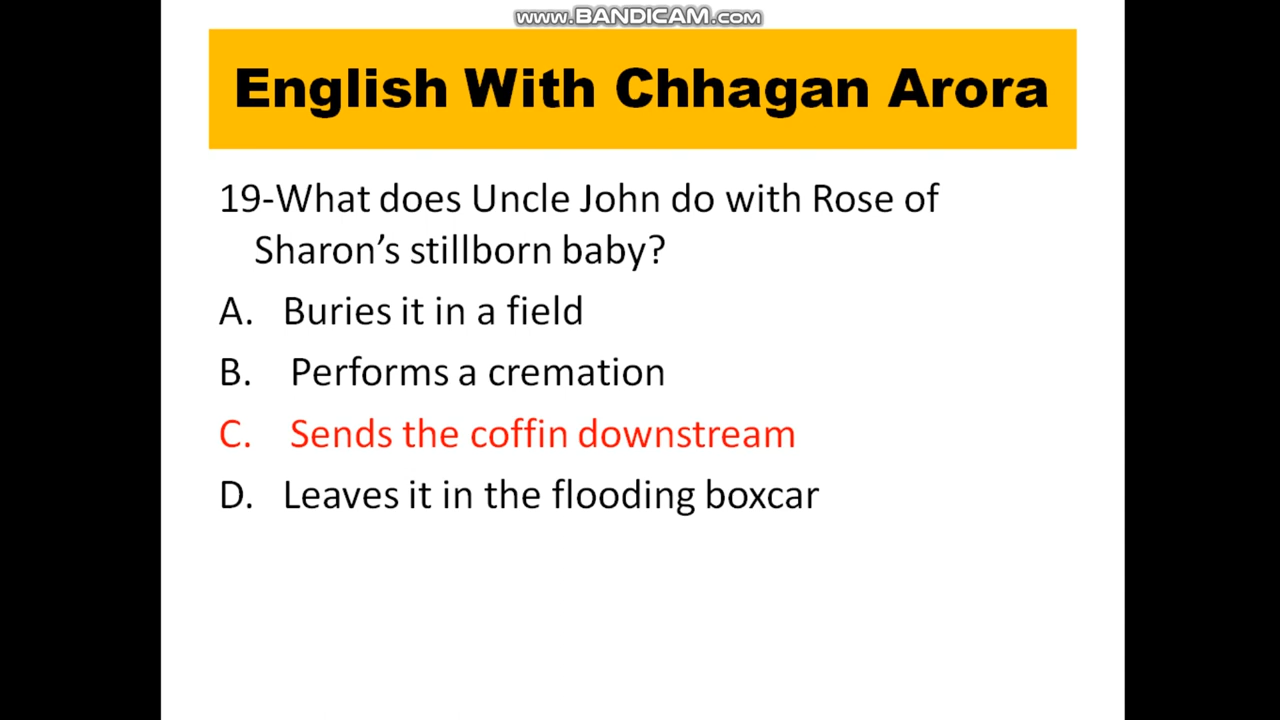 www.BANDICAM.com
English With Chhagan Arora
19-What does Uncle John do with Rose of
Sharon’s stillborn baby?
A. Buries it in a field
B. Performs a cremation
C. Sends the coffin downstream
D. Leaves it in the flooding boxcar